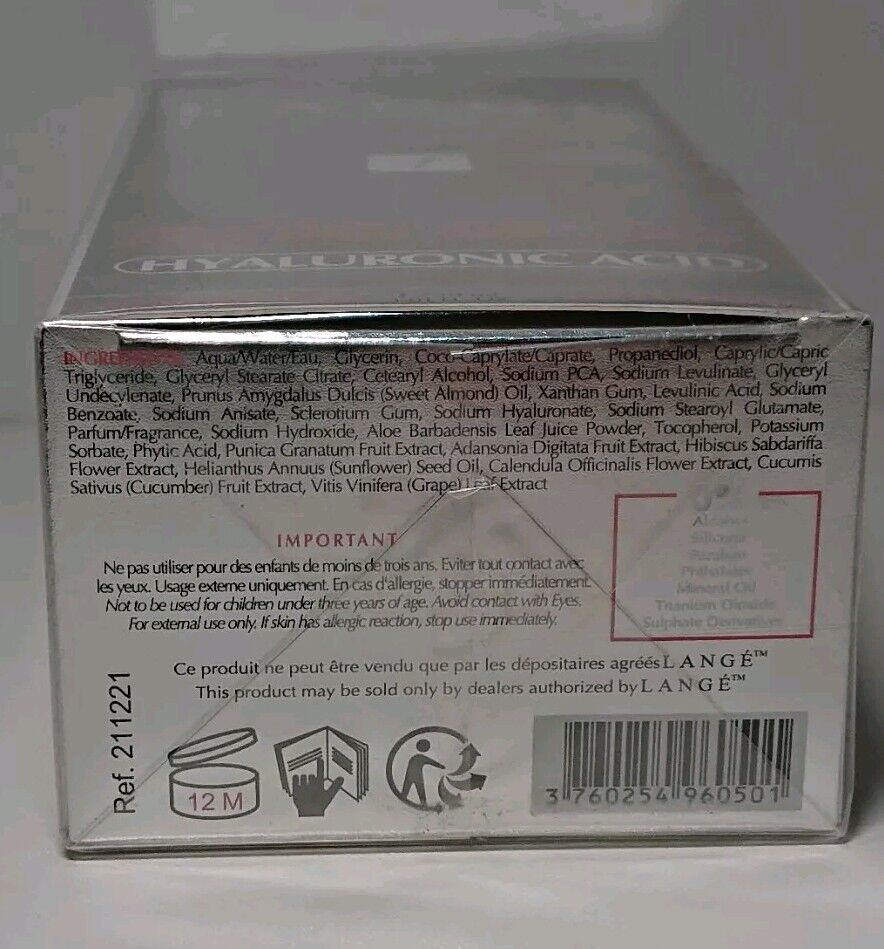 HYALURONIC ACID
INGREDIENTS: Aqua/Water/Eau, Glycerin, Coco-Caprylate/Caprate, Propanediol, Caprylic/Capric
Triglyceride, Glyceryl Stearate Citrate, Cetearyl Alcohol, Sodium PCA, Sodium Levulinate, Glyceryl
Undecylenate, Prunus Amygdalus Dulcis (Sweet Almond) Oil, Xanthan Gum, Levulinic Acid, Sodium
Benzoate, Sodium Anisate, Sclerotium Gum, Sodium Hyaluronate, Sodium Stearoyl Glutamate,
Parfum/Fragrance, Sodium Hydroxide, Aloe Barbadensis Leaf Juice Powder, Tocopherol, Potassium
Sorbate, Phytic Acid, Punica Granatum Fruit Extract, Adansonia Digitata Fruit Extract, Hibiscus Sabdariffa
Flower Extract, Helianthus Annuus (Sunflower) Seed Oil, Calendula Officinalis Flower Extract, Cucumis
Sativus (Cucumber) Fruit Extract, Vitis Vinifera (Grape) Leaf Extract
IMPORTANT
Ne pas utiliser pour des enfants de moins de trois ans. Eviter tout contact avec
les yeux. Usage externe uniquement. En cas d'allergie, stopper immédiatement.
Not to be used for children under three years of age. Avoid contact with Eyes.
For external use only. If skin has allergic reaction, stop use immediately.
0%
Alcohol
Silicone
Paraben
Phthalates
Mineral Oil
Titanium Dioxide
Sulphate Derivatives
Ce produit ne peut être vendu que par les dépositaires agréés LANGÉ™
This product may be sold only by dealers authorized by LANGÉ™
Ref. 211221
12 M
3 760254 960501